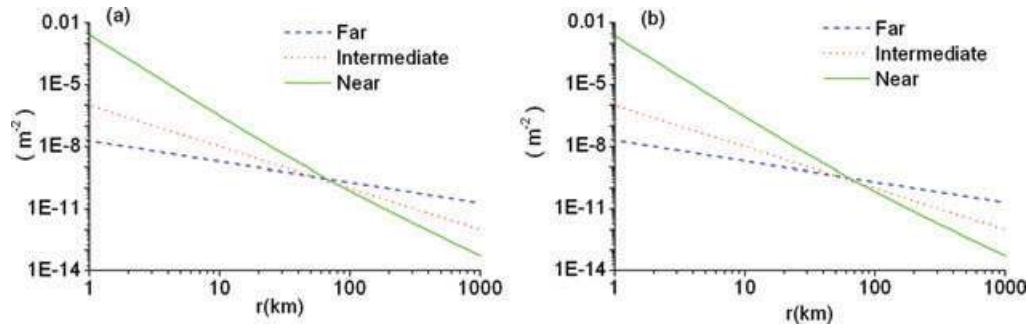 (a)
Far
Intermediate
Near
( m⁻²)
0.01
1E-5
1E-8
1E-11
1E-14
1
10
100
1000
r(km)
(b)
Far
Intermediate
Near
( m⁻²)
0.01
1E-5
1E-8
1E-11
1E-14
1
10
100
1000
r(km)